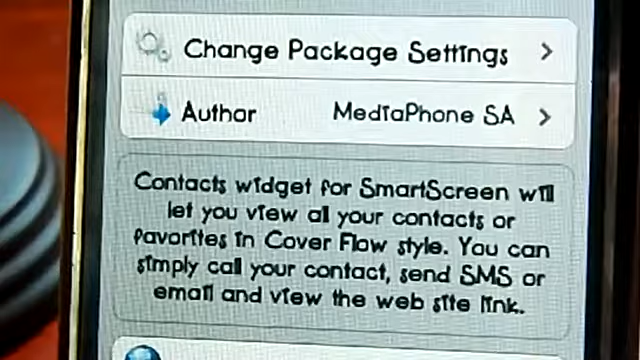 Change Package Settings
Author MediaPhone SA
Contacts widget for SmartScreen will
let you view all your contacts or
favorites in Cover Flow style. You can
simply call your contact, send SMS or
email and view the web site link.